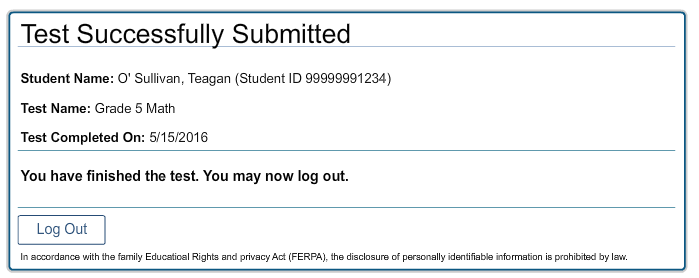 Test Successfully Submitted
Student Name: O' Sullivan, Teagan (Student ID 99999991234)
Test Name: Grade 5 Math
Test Completed On: 5/15/2016
You have finished the test. You may now log out.
Log Out
In accordance with the family Educatioal Rights and privacy Act (FERPA), the disclosure of personally identifiable information is prohibited by law.